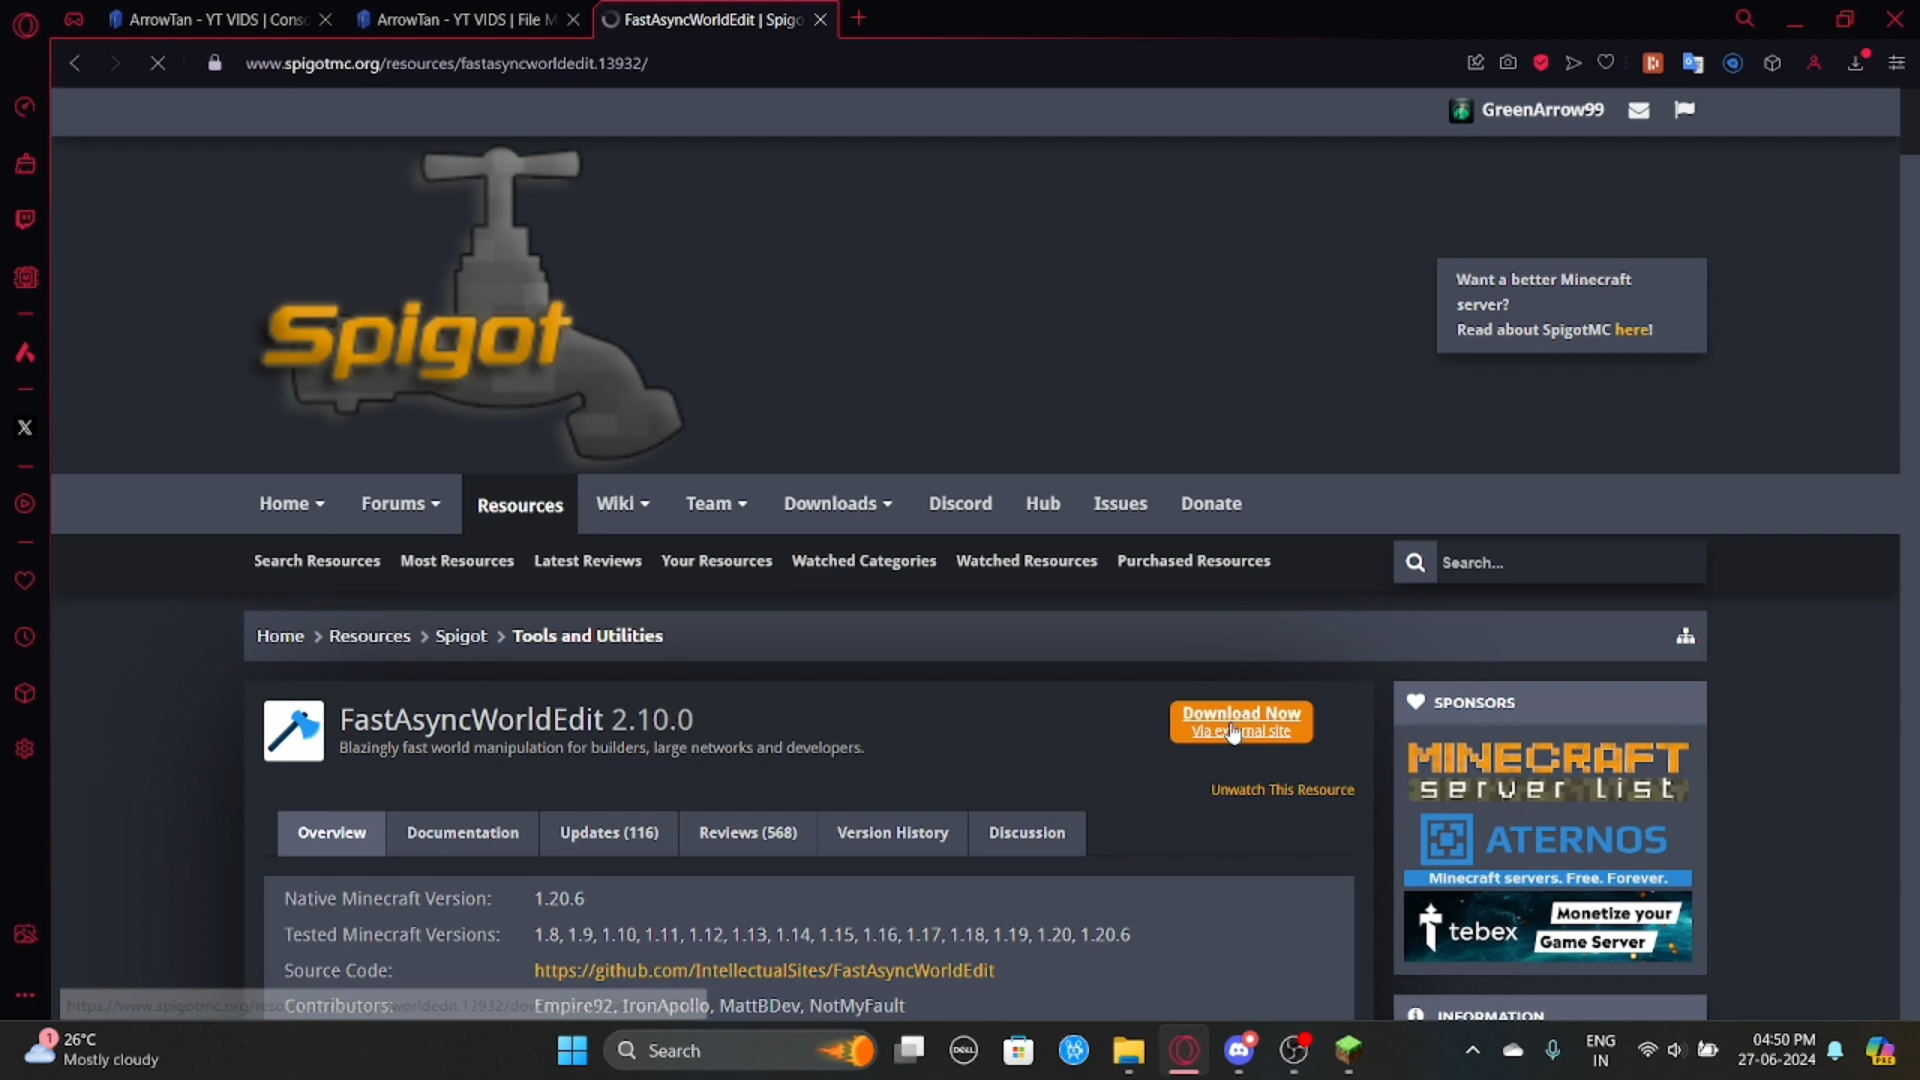 ArrowTan - YT VIDS | Conso
ArrowTan - YT VIDS | File M
FastAsyncWorldEdit | Spigo
www.spigotmc.org/resources/fastasyncworldedit.13932/
GreenArrow99
Spigot
Want a better Minecraft
server?
Read about SpigotMC here!
Home
Forums
Resources
Wiki
Team
Downloads
Discord
Hub
Issues
Donate
Search Resources
Most Resources
Latest Reviews
Your Resources
Watched Categories
Watched Resources
Purchased Resources
Search...
Home > Resources > Spigot > Tools and Utilities
FastAsyncWorldEdit 2.10.0
Blazingly fast world manipulation for builders, large networks and developers.
Download Now
Via external site
Unwatch This Resource
SPONSORS
MINECRAFT
server list
ATERNOS
Minecraft servers. Free. Forever.
tebex
Monetize your
Game Server
INFORMATION
Overview
Documentation
Updates (116)
Reviews (568)
Version History
Discussion
Native Minecraft Version: 1.20.6
Tested Minecraft Versions: 1.8, 1.9, 1.10, 1.11, 1.12, 1.13, 1.14, 1.15, 1.16, 1.17, 1.18, 1.19, 1.20, 1.20.6
Source Code: https://github.com/IntellectualSites/FastAsyncWorldEdit
Contributors: Empire92, IronApollo, MattBDev, NotMyFault
1
26°C
Mostly cloudy
Search
DELL
ENG
IN
04:50 PM
27-06-2024
PRE